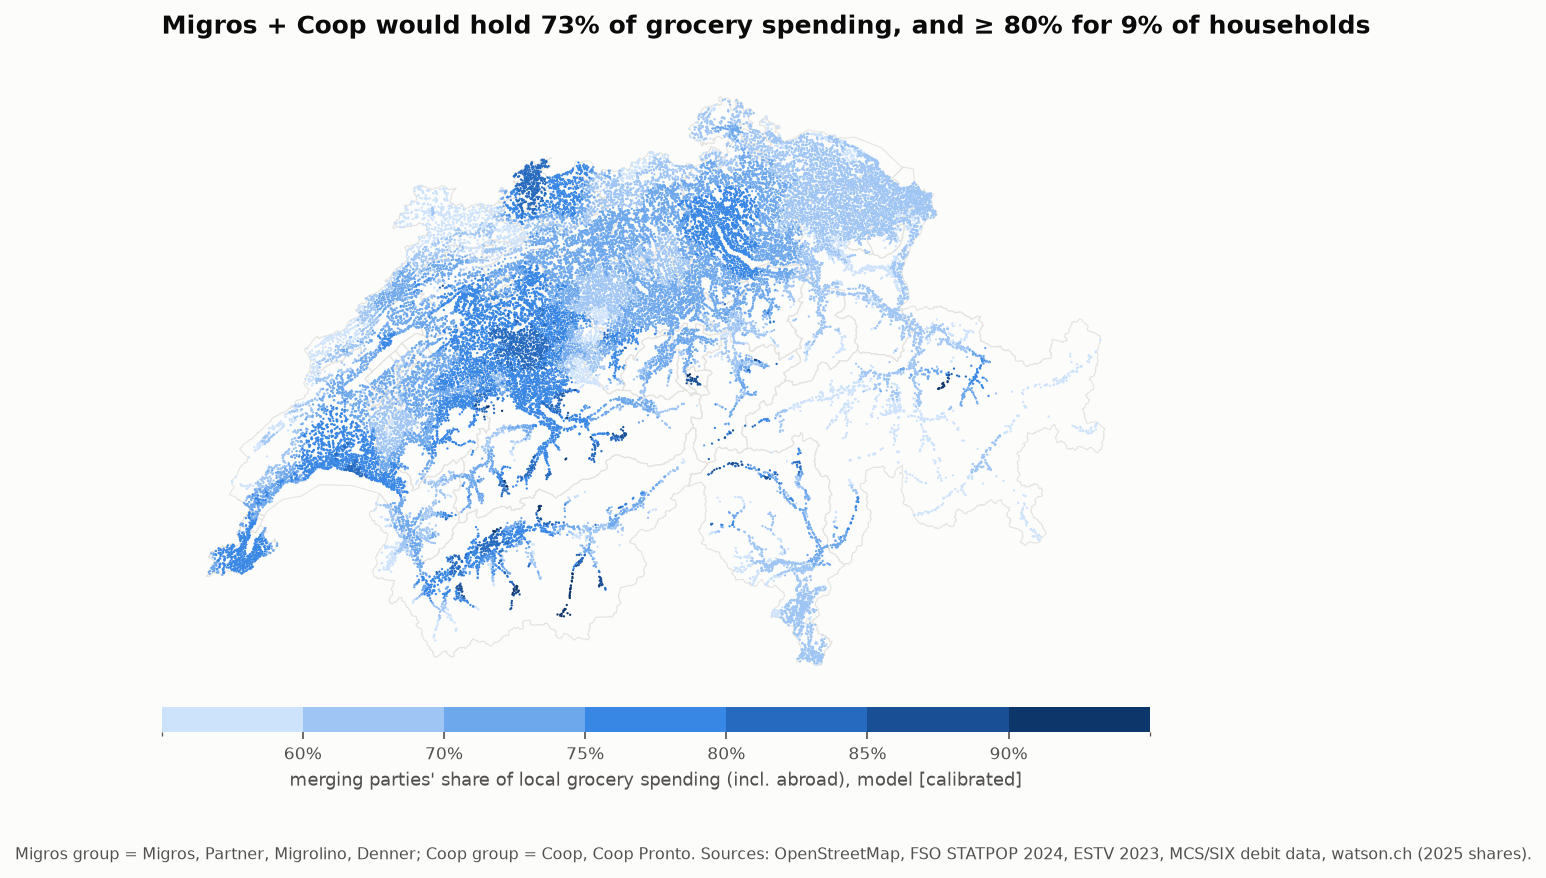 Migros + Coop would hold 73% of grocery spending, and ≥ 80% for 9% of households
60% 70% 75% 80% 85% 90%
merging parties' share of local grocery spending (incl. abroad), model [calibrated]
Migros group = Migros, Partner, Migrolino, Denner; Coop group = Coop, Coop Pronto. Sources: OpenStreetMap, FSO STATPOP 2024, ESTV 2023, MCS/SIX debit data, watson.ch (2025 shares).